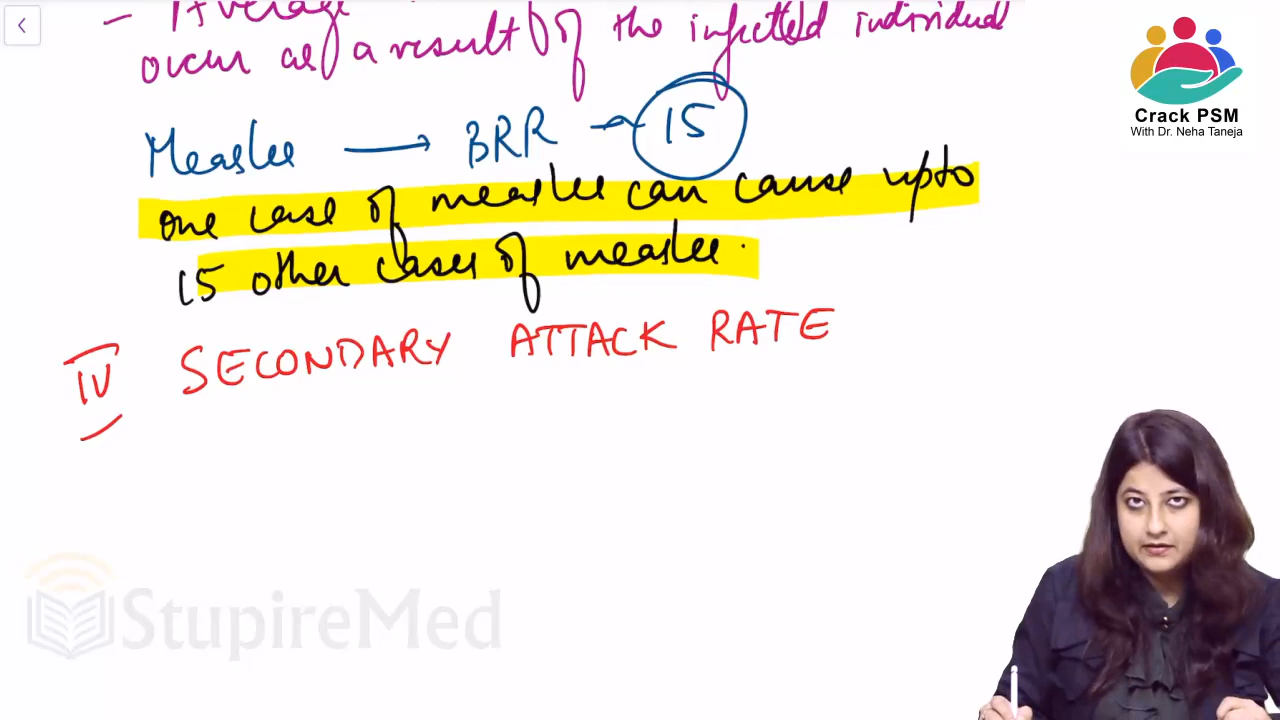 - Average
occur as a result of the infected individual
Measles → BRR → 15
one case of measles can cause upto
15 other cases of measles.
IV SECONDARY ATTACK RATE
Crack PSM
With Dr. Neha Taneja
StupireMed